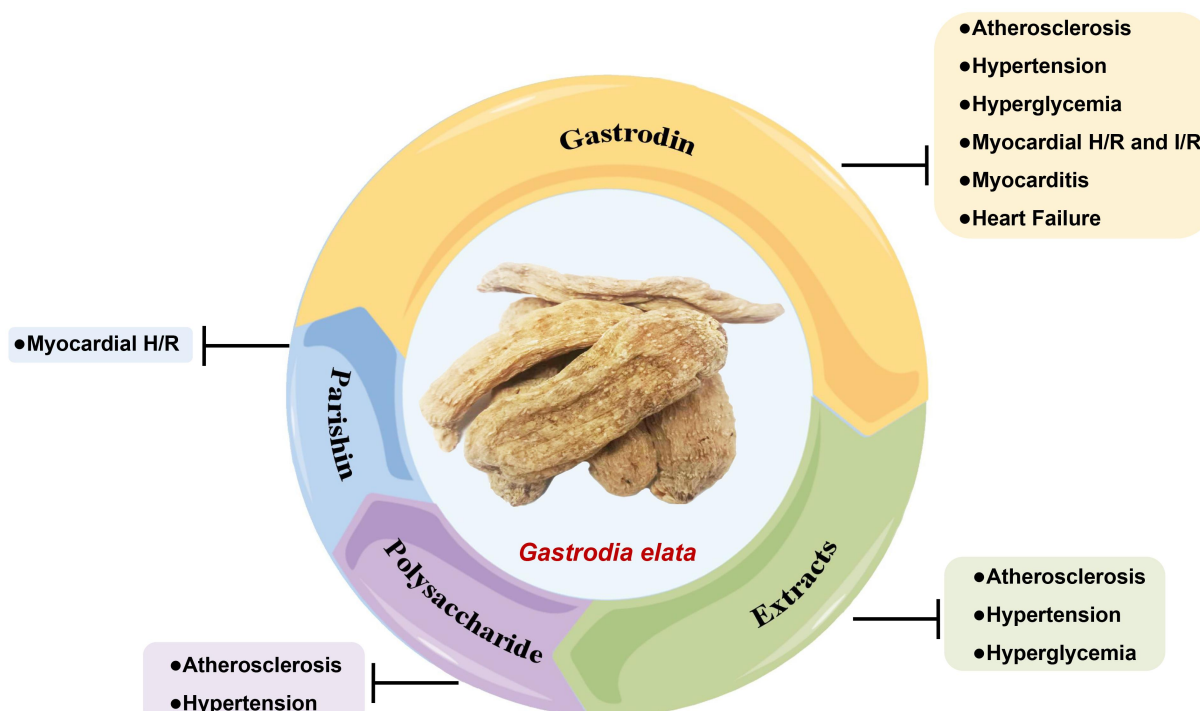 ●Atherosclerosis
●Hypertension
●Hyperglycemia
●Myocardial H/R and I/R
●Myocarditis
●Heart Failure
Gastrodin
●Myocardial H/R
Parishin
Gastrodia elata
Polysaccharide
Extracts
●Atherosclerosis
●Hypertension
●Hyperglycemia
●Atherosclerosis
●Hypertension